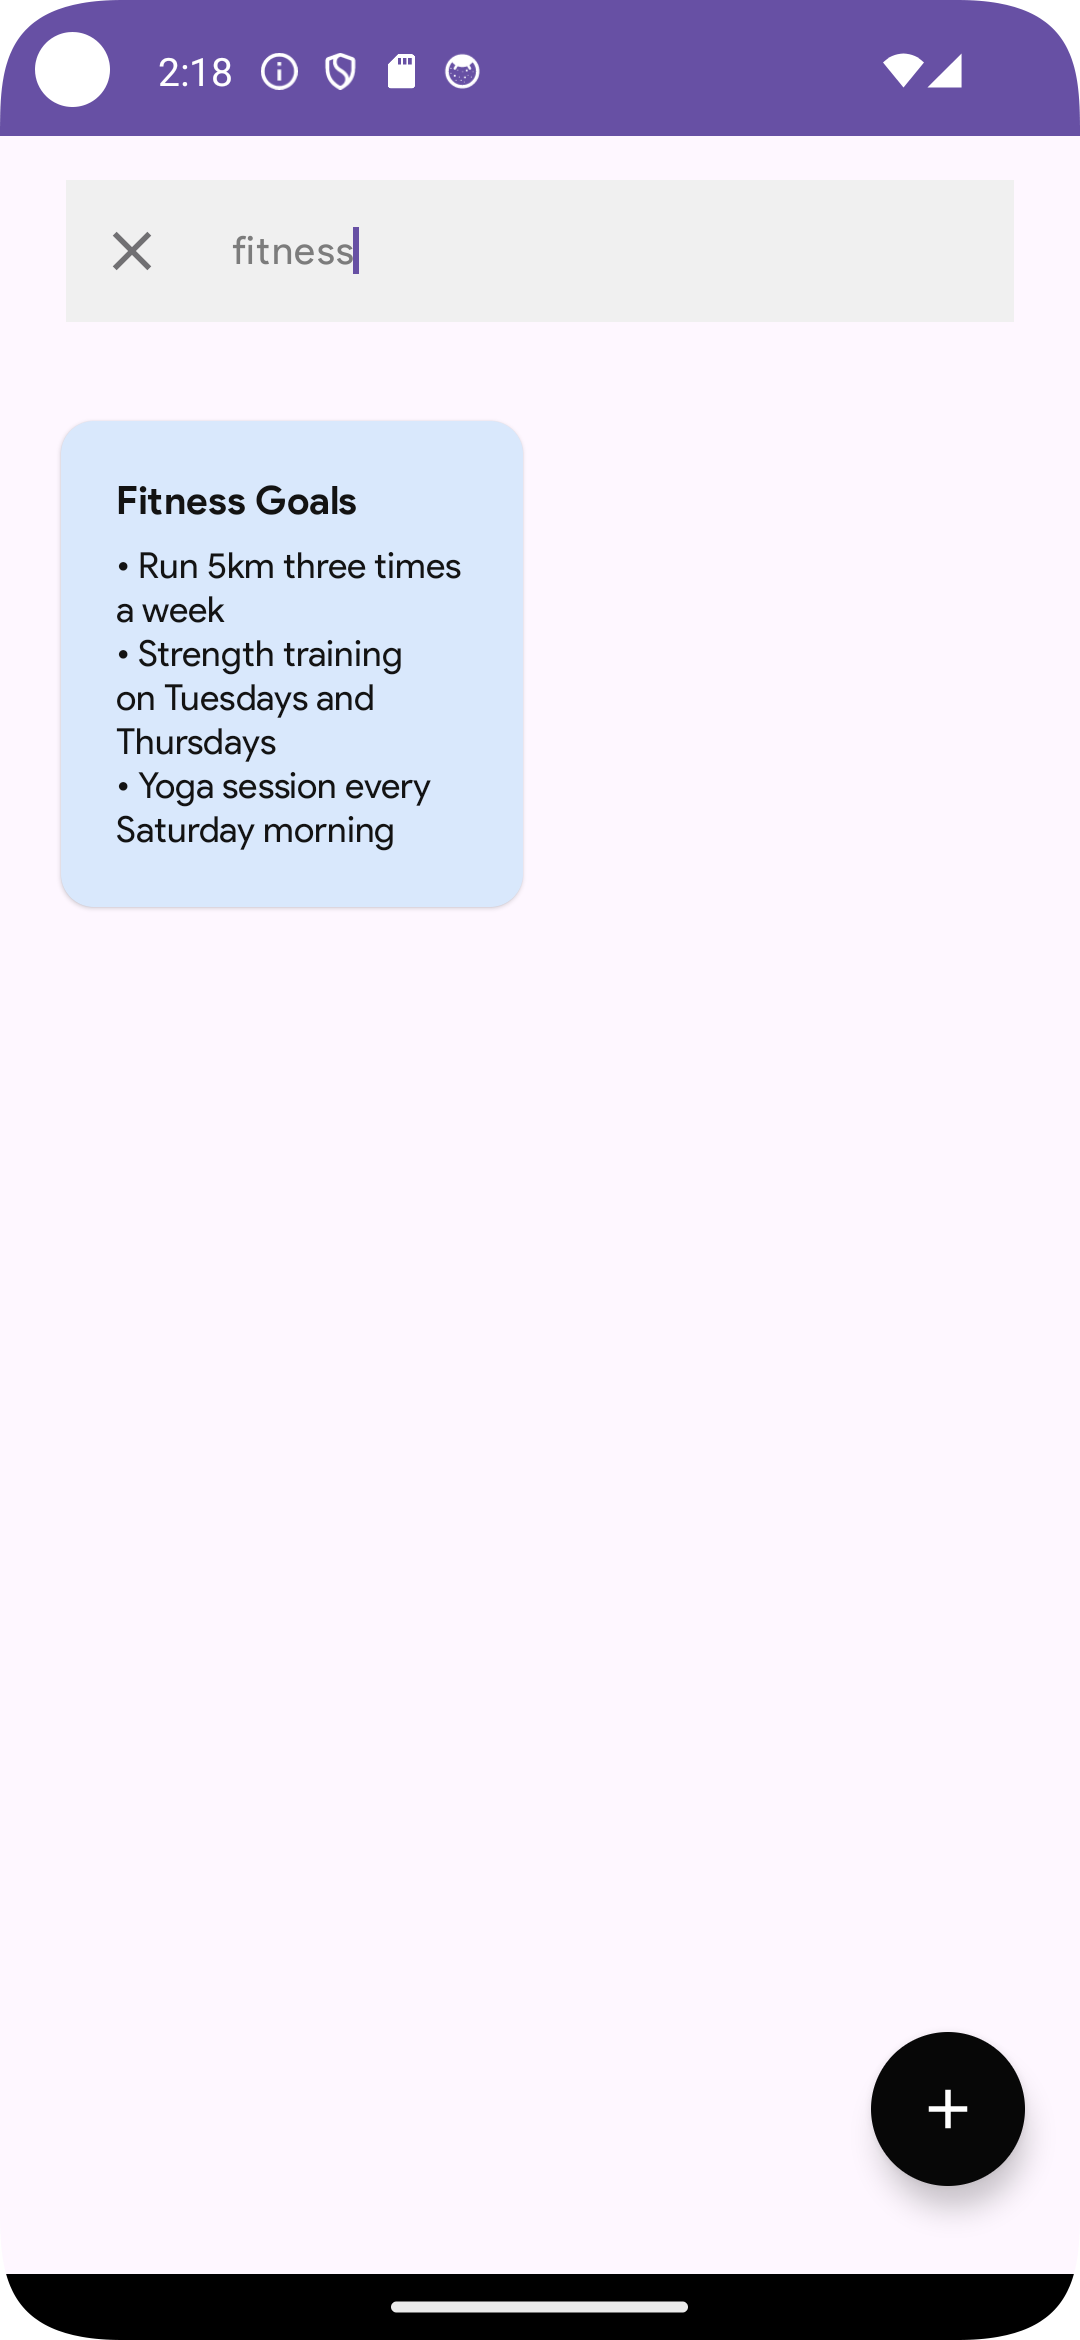 2:18
fitness
Fitness Goals
• Run 5km three times
a week
• Strength training
on Tuesdays and
Thursdays
• Yoga session every
Saturday morning